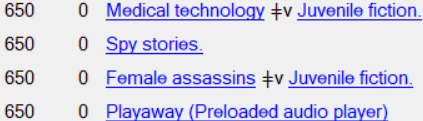 650 0 Medical technology ǂv Juvenile fiction.
650 0 Spy stories.
650 0 Female assassins ǂv Juvenile fiction.
650 0 Playaway (Preloaded audio player)